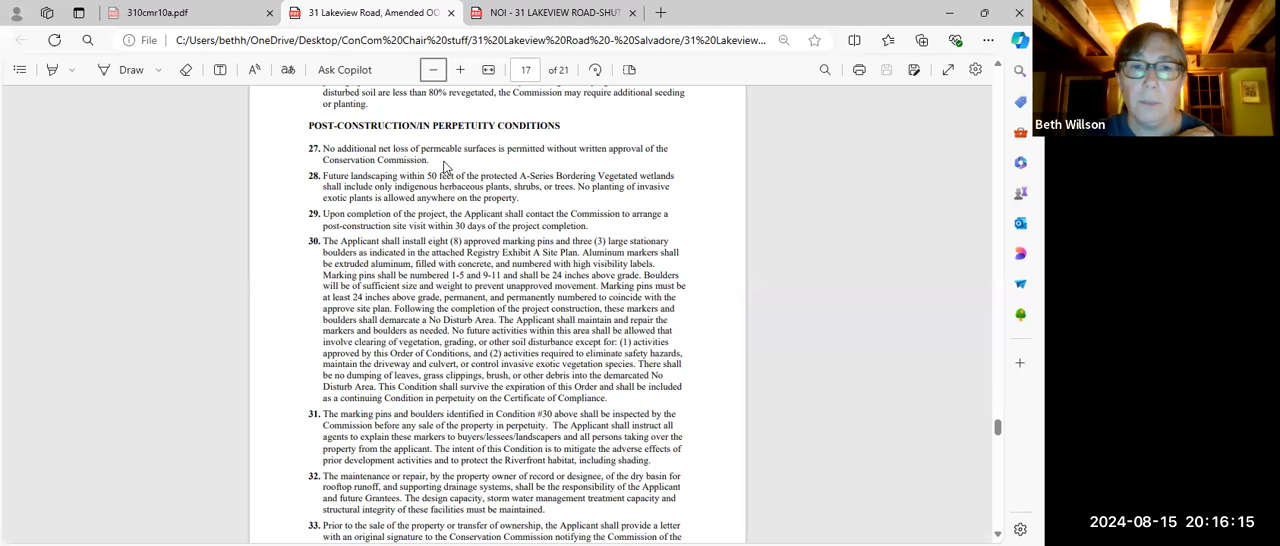 310cmr10a.pdf
31 Lakeview Road, Amended OO
NOI - 31 LAKEVIEW ROAD-SHUT
File
C:/Users/bethh/OneDrive/Desktop/ConCom%20Chair%20stuff/31%20Lakeview%20Road%20-%20Salvadore/31%20Lakeview...
Draw
Ask Copilot
17 of 21
Beth Willson
disturbed soil are less than 80% revegetated, the Commission may require additional seeding
or planting.
POST-CONSTRUCTION/IN PERPETUITY CONDITIONS
27. No additional net loss of permeable surfaces is permitted without written approval of the
Conservation Commission.
28. Future landscaping within 50 feet of the protected A-Series Bordering Vegetated wetlands
shall include only indigenous herbaceous plants, shrubs, or trees. No planting of invasive
exotic plants is allowed anywhere on the property.
29. Upon completion of the project, the Applicant shall contact the Commission to arrange a
post-construction site visit within 30 days of the project completion.
30. The Applicant shall install eight (8) approved marking pins and three (3) large stationary
boulders as indicated in the attached Registry Exhibit A Site Plan. Aluminum markers shall
be extruded aluminum, filled with concrete, and numbered with high visibility labels.
Marking pins shall be numbered 1-5 and 9-11 and shall be 24 inches above grade. Boulders
will be of sufficient size and weight to prevent unapproved movement. Marking pins must be
at least 24 inches above grade, permanent, and permanently numbered to coincide with the
approve site plan. Following the completion of the project construction, these markers and
boulders shall demarcate a No Disturb Area. The Applicant shall maintain and repair the
markers and boulders as needed. No future activities within this area shall be allowed that
involve clearing of vegetation, grading, or other soil disturbance except for: (1) activities
approved by this Order of Conditions, and (2) activities required to eliminate safety hazards,
maintain the driveway and culvert, or control invasive exotic vegetation species. There shall
be no dumping of leaves, grass clippings, brush, or other debris into the demarcated No
Disturb Area. This Condition shall survive the expiration of this Order and shall be included
as a continuing Condition in perpetuity on the Certificate of Compliance.
31. The marking pins and boulders identified in Condition #30 above shall be inspected by the
Commission before any sale of the property in perpetuity. The Applicant shall instruct all
agents to explain these markers to buyers/lessees/landscapers and all persons taking over the
property from the applicant. The intent of this Condition is to mitigate the adverse effects of
prior development activities and to protect the Riverfront habitat, including shading.
32. The maintenance or repair, by the property owner of record or designee, of the dry basin for
rooftop runoff, and supporting drainage systems, shall be the responsibility of the Applicant
and future Grantees. The design capacity, storm water management treatment capacity and
structural integrity of these facilities must be maintained.
33. Prior to the sale of the property or transfer of ownership, the Applicant shall provide a letter
with an original signature to the Conservation Commission notifying the Commission of the
2024-08-15 20:16:15